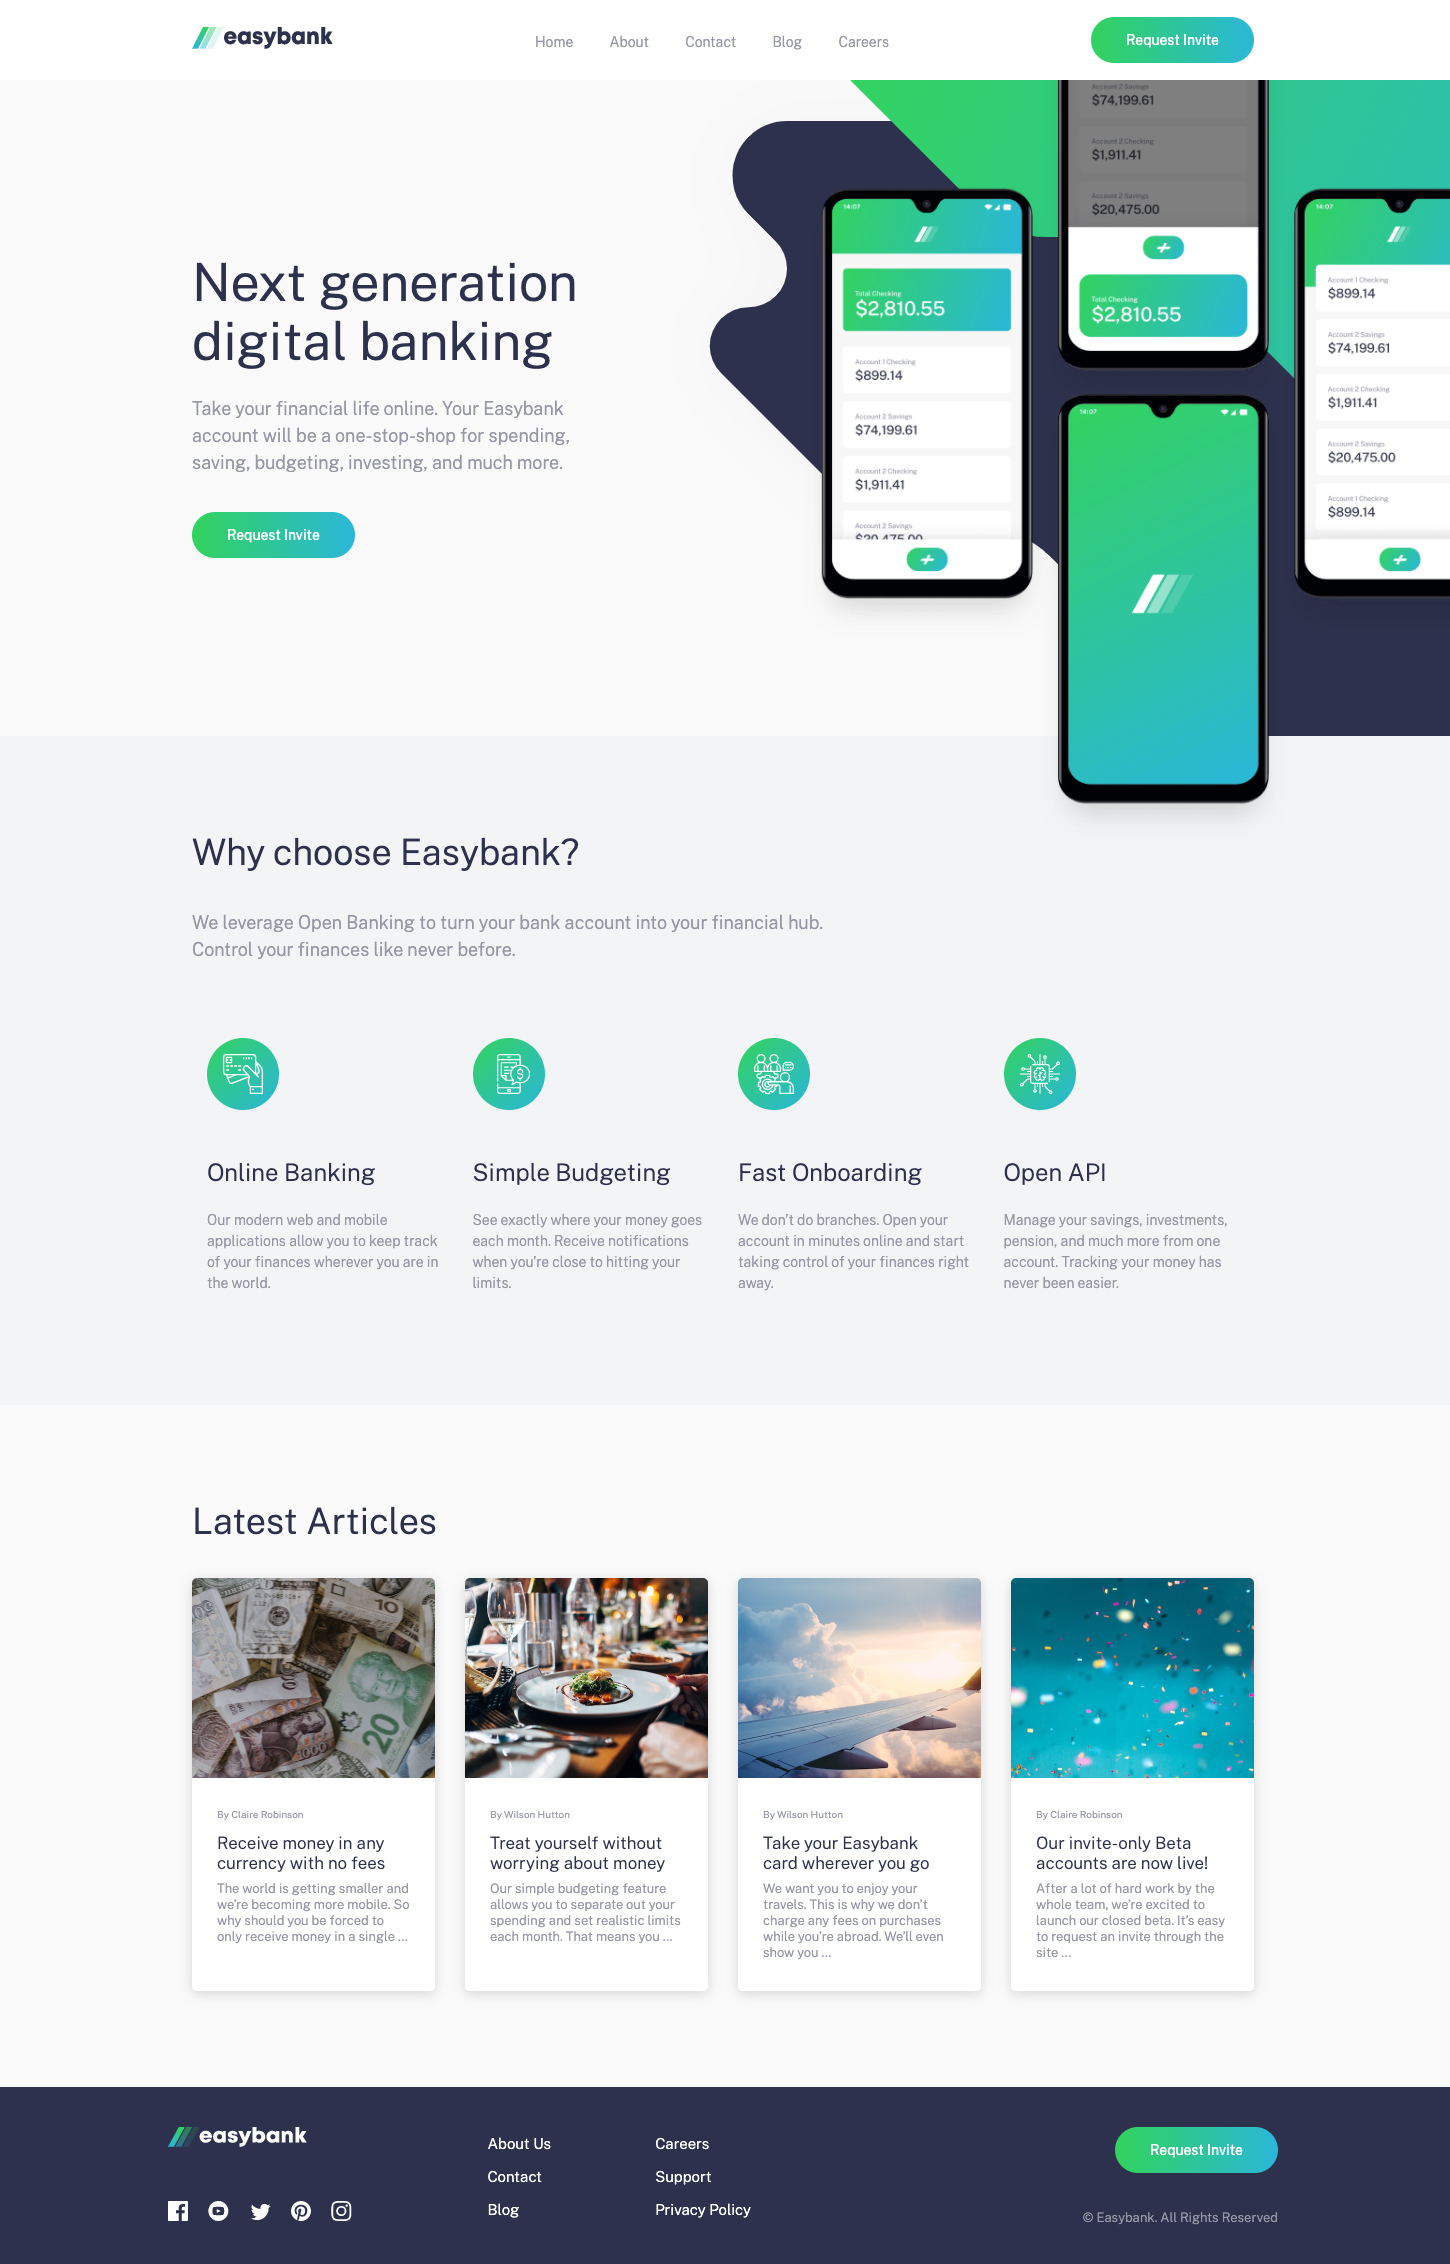 easybank
Home
About
Contact
Blog
Careers
Request Invite
Account 2 Savings
$74,199.61
Account 2 Checking
$1,911.41
Account 2 Savings
$20,475.00
Total Checking
$2,810.55
14:07
Total Checking
$2,810.55
Account 1 Checking
$899.14
Account 2 Savings
$74,199.61
Account 2 Checking
$1,911.41
Account 2 Savings
$20,475.00
14:07
Account 1 Checking
$899.14
Account 2 Savings
$74,199.61
Account 2 Checking
$1,911.41
Account 2 Savings
$20,475.00
Account 1 Checking
$899.14
14:07
Next generation
digital banking
Take your financial life online. Your Easybank
account will be a one-stop-shop for spending,
saving, budgeting, investing, and much more.
Request Invite
Why choose Easybank?
We leverage Open Banking to turn your bank account into your financial hub.
Control your finances like never before.
Online Banking
Our modern web and mobile
applications allow you to keep track
of your finances wherever you are in
the world.
Simple Budgeting
See exactly where your money goes
each month. Receive notifications
when you’re close to hitting your
limits.
Fast Onboarding
We don’t do branches. Open your
account in minutes online and start
taking control of your finances right
away.
Open API
Manage your savings, investments,
pension, and much more from one
account. Tracking your money has
never been easier.
Latest Articles
10
20
1000
By Claire Robinson
Receive money in any
currency with no fees
The world is getting smaller and
we’re becoming more mobile. So
why should you be forced to
only receive money in a single …
By Wilson Hutton
Treat yourself without
worrying about money
Our simple budgeting feature
allows you to separate out your
spending and set realistic limits
each month. That means you …
By Wilson Hutton
Take your Easybank
card wherever you go
We want you to enjoy your
travels. This is why we don’t
charge any fees on purchases
while you’re abroad. We’ll even
show you …
By Claire Robinson
Our invite-only Beta
accounts are now live!
After a lot of hard work by the
whole team, we’re excited to
launch our closed beta. It’s easy
to request an invite through the
site …
easybank
About Us
Contact
Blog
Careers
Support
Privacy Policy
Request Invite
© Easybank. All Rights Reserved